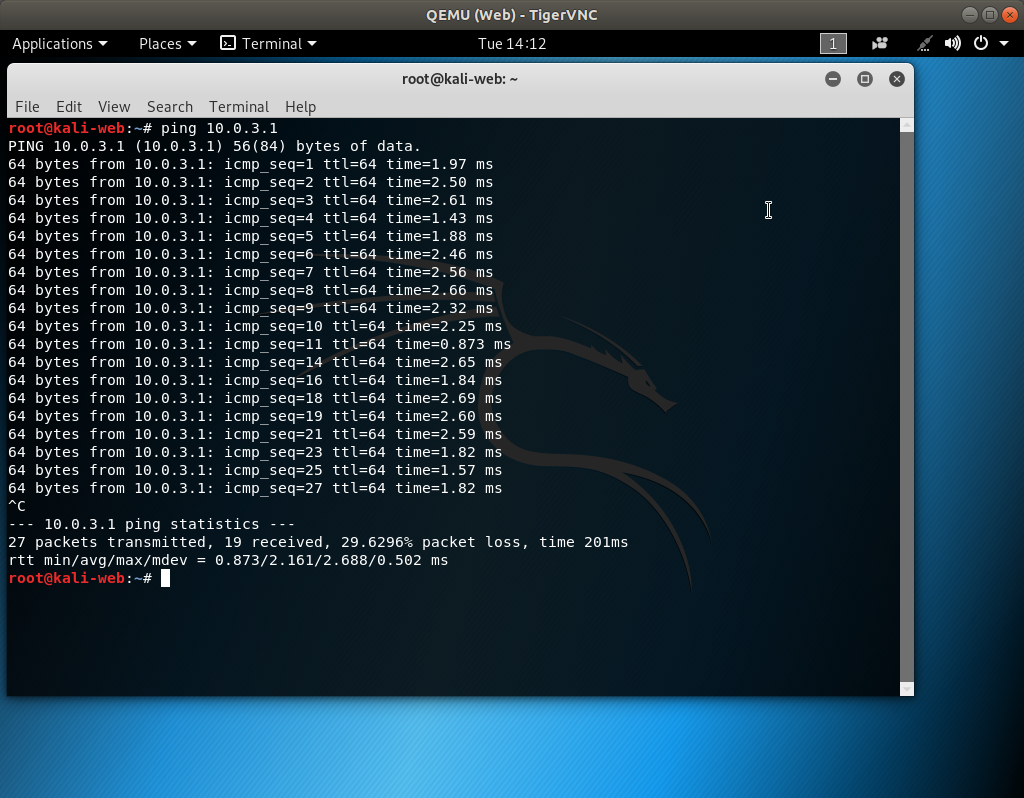 QEMU (Web) - TigerVNC
Applications Places Terminal Tue 14:12 1
root@kali-web: ~
File Edit View Search Terminal Help
root@kali-web:~# ping 10.0.3.1
PING 10.0.3.1 (10.0.3.1) 56(84) bytes of data.
64 bytes from 10.0.3.1: icmp_seq=1 ttl=64 time=1.97 ms
64 bytes from 10.0.3.1: icmp_seq=2 ttl=64 time=2.50 ms
64 bytes from 10.0.3.1: icmp_seq=3 ttl=64 time=2.61 ms
64 bytes from 10.0.3.1: icmp_seq=4 ttl=64 time=1.43 ms
64 bytes from 10.0.3.1: icmp_seq=5 ttl=64 time=1.88 ms
64 bytes from 10.0.3.1: icmp_seq=6 ttl=64 time=2.46 ms
64 bytes from 10.0.3.1: icmp_seq=7 ttl=64 time=2.56 ms
64 bytes from 10.0.3.1: icmp_seq=8 ttl=64 time=2.66 ms
64 bytes from 10.0.3.1: icmp_seq=9 ttl=64 time=2.32 ms
64 bytes from 10.0.3.1: icmp_seq=10 ttl=64 time=2.25 ms
64 bytes from 10.0.3.1: icmp_seq=11 ttl=64 time=0.873 ms
64 bytes from 10.0.3.1: icmp_seq=14 ttl=64 time=2.65 ms
64 bytes from 10.0.3.1: icmp_seq=16 ttl=64 time=1.84 ms
64 bytes from 10.0.3.1: icmp_seq=18 ttl=64 time=2.69 ms
64 bytes from 10.0.3.1: icmp_seq=19 ttl=64 time=2.60 ms
64 bytes from 10.0.3.1: icmp_seq=21 ttl=64 time=2.59 ms
64 bytes from 10.0.3.1: icmp_seq=23 ttl=64 time=1.82 ms
64 bytes from 10.0.3.1: icmp_seq=25 ttl=64 time=1.57 ms
64 bytes from 10.0.3.1: icmp_seq=27 ttl=64 time=1.82 ms
^C
--- 10.0.3.1 ping statistics ---
27 packets transmitted, 19 received, 29.6296% packet loss, time 201ms
rtt min/avg/max/mdev = 0.873/2.161/2.688/0.502 ms
root@kali-web:~#